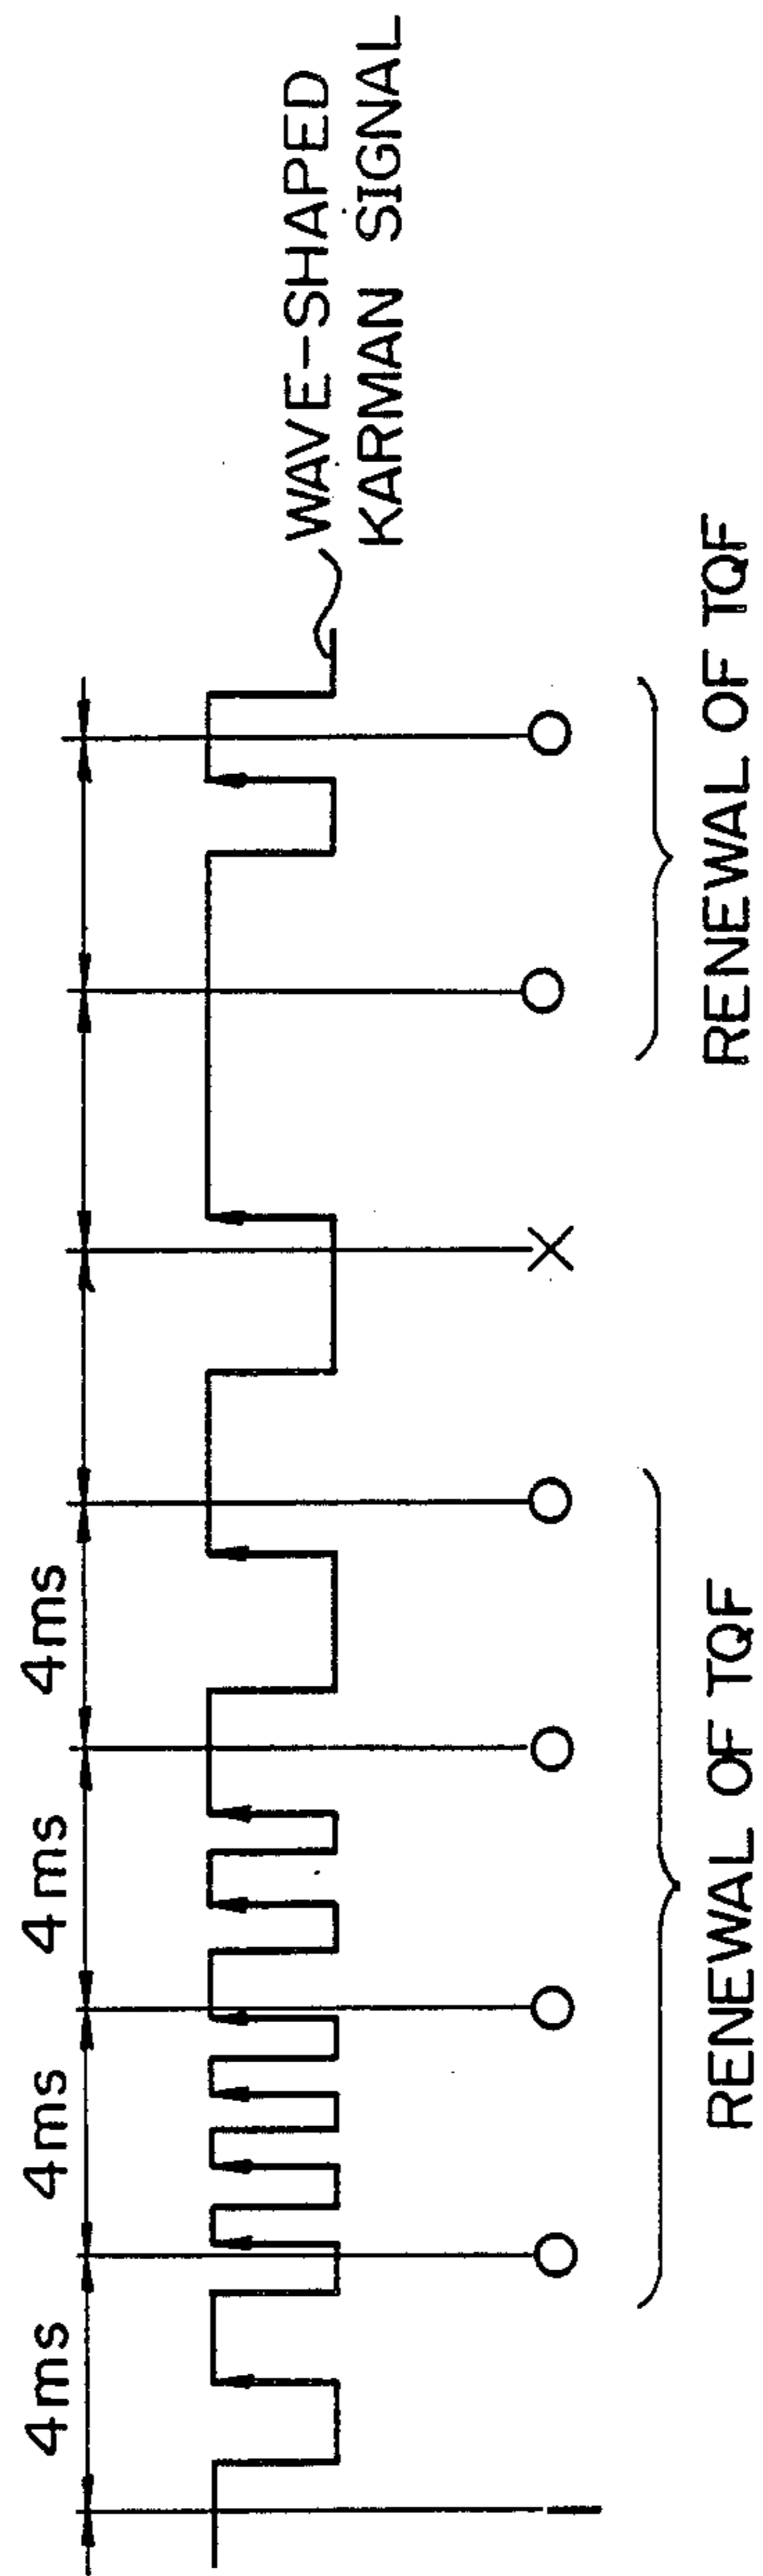 4ms
4ms
4ms
4ms
WAVE-SHAPED
KARMAN SIGNAL
RENEWAL OF TQF
RENEWAL OF TQF